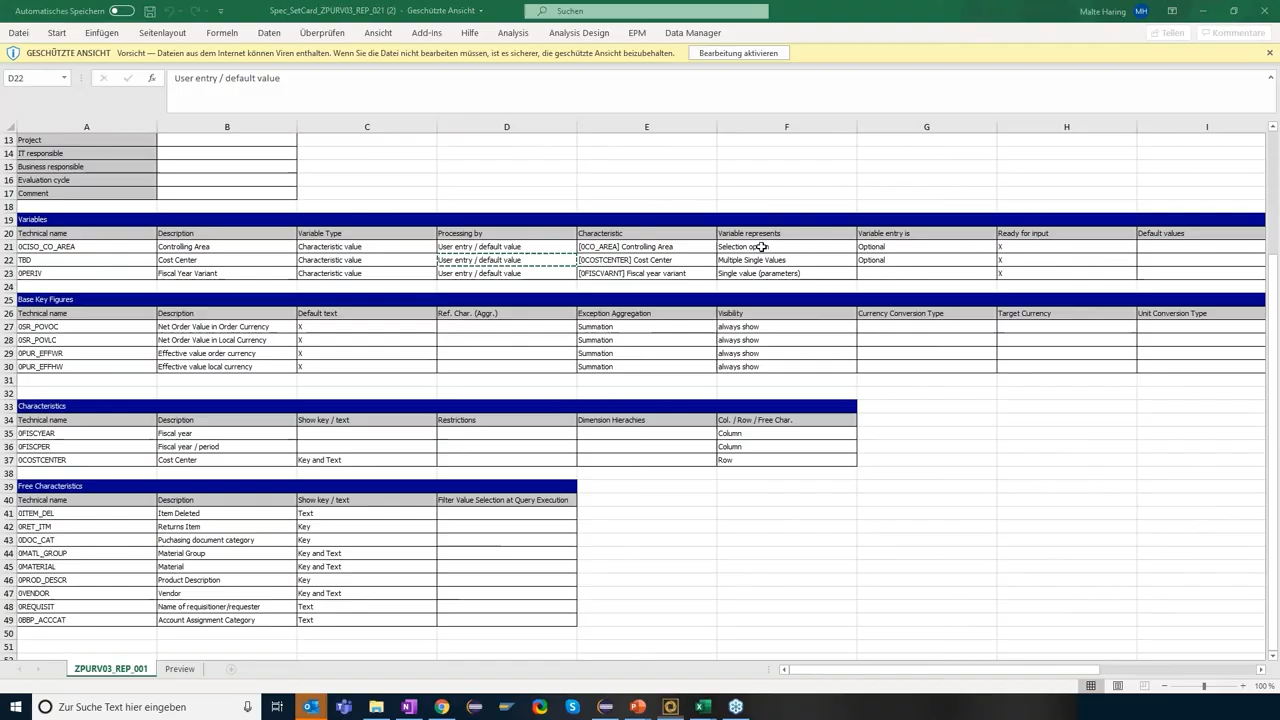 Automatisches Speichern
Spec_SetCard_ZPURV03_REP_021 (2) - Geschützte Ansicht
Suchen
Malte Haring
MH
Datei Start Einfügen Seitenlayout Formeln Daten Überprüfen Ansicht Add-Ins Hilfe Analysis Analysis Design EPM Data Manager
Teilen Kommentare
GESCHÜTZTE ANSICHT Vorsicht—Dateien aus dem Internet können Viren enthalten. Wenn Sie die Datei nicht bearbeiten müssen, ist es sicherer, die geschützte Ansicht beizubehalten. Bearbeitung aktivieren
D22 fx User entry / default value
A B C D E F G H I
13 Project
14 IT responsible
15 Business responsible
16 Evaluation cycle
17 Comment
18
19 Variables
20 Technical name Description Variable Type Processing by Characteristic Variable represents Variable entry is Ready for input Default values
21 0CISO_CO_AREA Controlling Area Characteristic value User entry / default value [0CO_AREA] Controlling Area Selection option Optional X
22 TBD Cost Center Characteristic value User entry / default value [0COSTCENTER] Cost Center Multiple Single Values Optional X
23 0PERIV Fiscal Year Variant Characteristic value User entry / default value [0FISCVARNT] Fiscal year variant Single value (parameters) X
24
25 Base Key Figures
26 Technical name Description Default text Ref. Char. (Aggr.) Exception Aggregation Visibility Currency Conversion Type Target Currency Unit Conversion Type
27 0SR_POVOC Net Order Value in Order Currency X Summation always show
28 0SR_POVLC Net Order Value in Local Currency X Summation always show
29 0PUR_EFFWR Effective value order currency X Summation always show
30 0PUR_EFFHW Effective value local currency X Summation always show
31
32
33 Characteristics
34 Technical name Description Show key / text Restrictions Dimension Hierachies Col. / Row / Free Char.
35 0FISCYEAR Fiscal year Column
36 0FISCPER Fiscal year / period Column
37 0COSTCENTER Cost Center Key and Text Row
38
39 Free Characteristics
40 Technical name Description Show key / text Filter Value Selection at Query Execution
41 0ITEM_DEL Item Deleted Text
42 0RET_ITM Returns Item Key
43 0DOC_CAT Puchasing document category Key
44 0MATL_GROUP Material Group Key and Text
45 0MATERIAL Material Key and Text
46 0PROD_DESCR Product Description Key
47 0VENDOR Vendor Key and Text
48 0REQUISIT Name of requisitioner/requester Text
49 0BBP_ACCCAT Account Assignment Category Text
50
51
ZPURV03_REP_001 Preview
100 %
Zur Suche Text hier eingeben